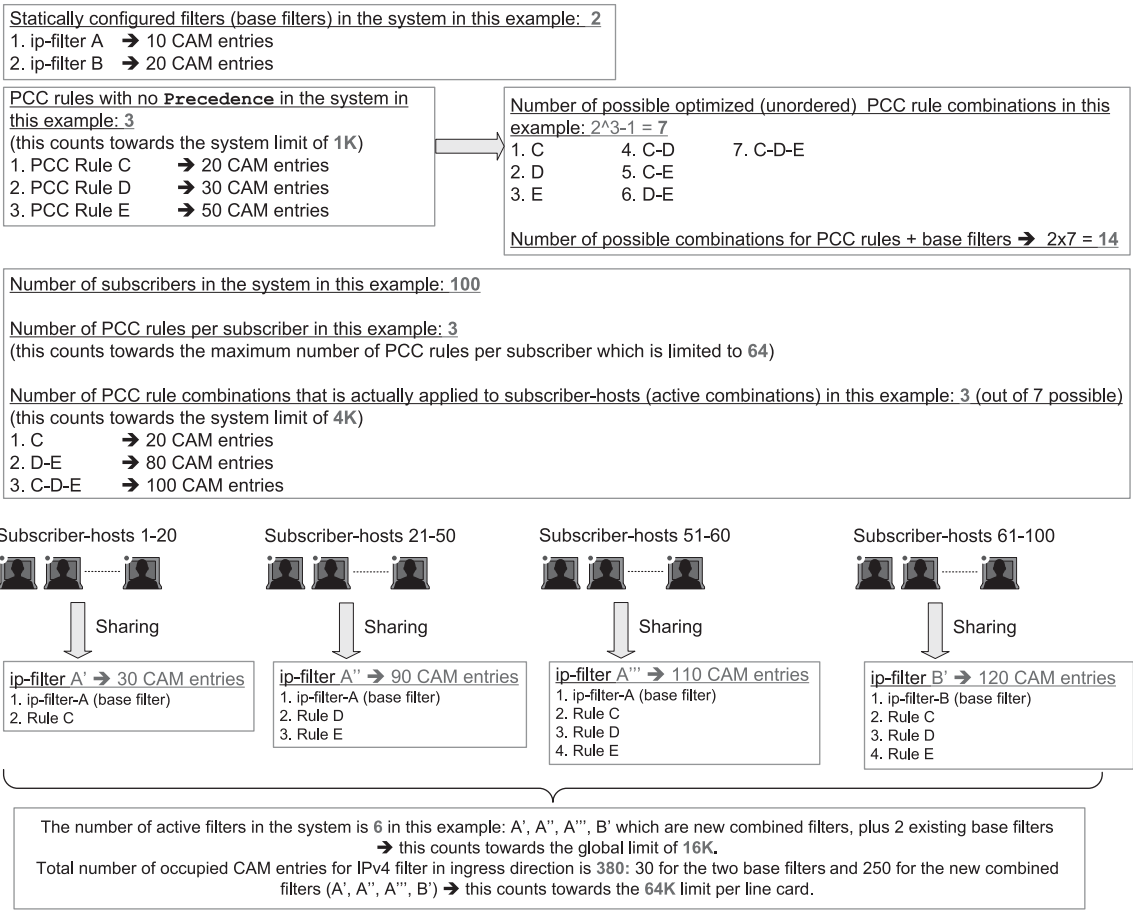 Statically configured filters (base filters) in the system in this example: 2
1. ip-filter A ➔ 10 CAM entries
2. ip-filter B ➔ 20 CAM entries
PCC rules with no Precedence in the system in
this example: 3
(this counts towards the system limit of 1K)
1. PCC Rule C ➔ 20 CAM entries
2. PCC Rule D ➔ 30 CAM entries
3. PCC Rule E ➔ 50 CAM entries
Number of possible optimized (unordered) PCC rule combinations in this
example: 2^3-1 = 7
1. C 4. C-D 7. C-D-E
2. D 5. C-E
3. E 6. D-E
Number of possible combinations for PCC rules + base filters ➔ 2x7 = 14
Number of subscribers in the system in this example: 100
Number of PCC rules per subscriber in this example: 3
(this counts towards the maximum number of PCC rules per subscriber which is limited to 64)
Number of PCC rule combinations that is actually applied to subscriber-hosts (active combinations) in this example: 3 (out of 7 possible)
(this counts towards the system limit of 4K)
1. C ➔ 20 CAM entries
2. D-E ➔ 80 CAM entries
3. C-D-E ➔ 100 CAM entries
Subscriber-hosts 1-20
Sharing
ip-filter A' ➔ 30 CAM entries
1. ip-filter-A (base filter)
2. Rule C
Subscriber-hosts 21-50
Sharing
ip-filter A'' ➔ 90 CAM entries
1. ip-filter-A (base filter)
2. Rule D
3. Rule E
Subscriber-hosts 51-60
Sharing
ip-filter A''' ➔ 110 CAM entries
1. ip-filter-A (base filter)
2. Rule C
3. Rule D
4. Rule E
Subscriber-hosts 61-100
Sharing
ip-filter B' ➔ 120 CAM entries
1. ip-filter-B (base filter)
2. Rule C
3. Rule D
4. Rule E
The number of active filters in the system is 6 in this example: A', A'', A''', B' which are new combined filters, plus 2 existing base filters
➔ this counts towards the global limit of 16K.
Total number of occupied CAM entries for IPv4 filter in ingress direction is 380: 30 for the two base filters and 250 for the new combined
filters (A', A'', A''', B') ➔ this counts towards the 64K limit per line card.